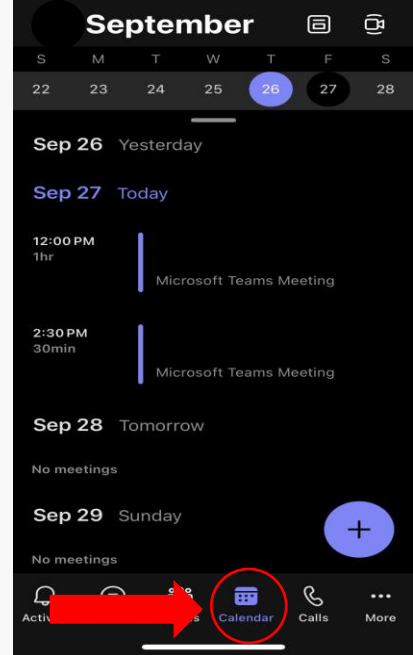 September
S M T W T F S
22 23 24 25 26 27 28
Sep 26 Yesterday
Sep 27 Today
12:00 PM
1hr
Microsoft Teams Meeting
2:30 PM
30min
Microsoft Teams Meeting
Sep 28 Tomorrow
No meetings
Sep 29 Sunday
No meetings
Calendar Calls More